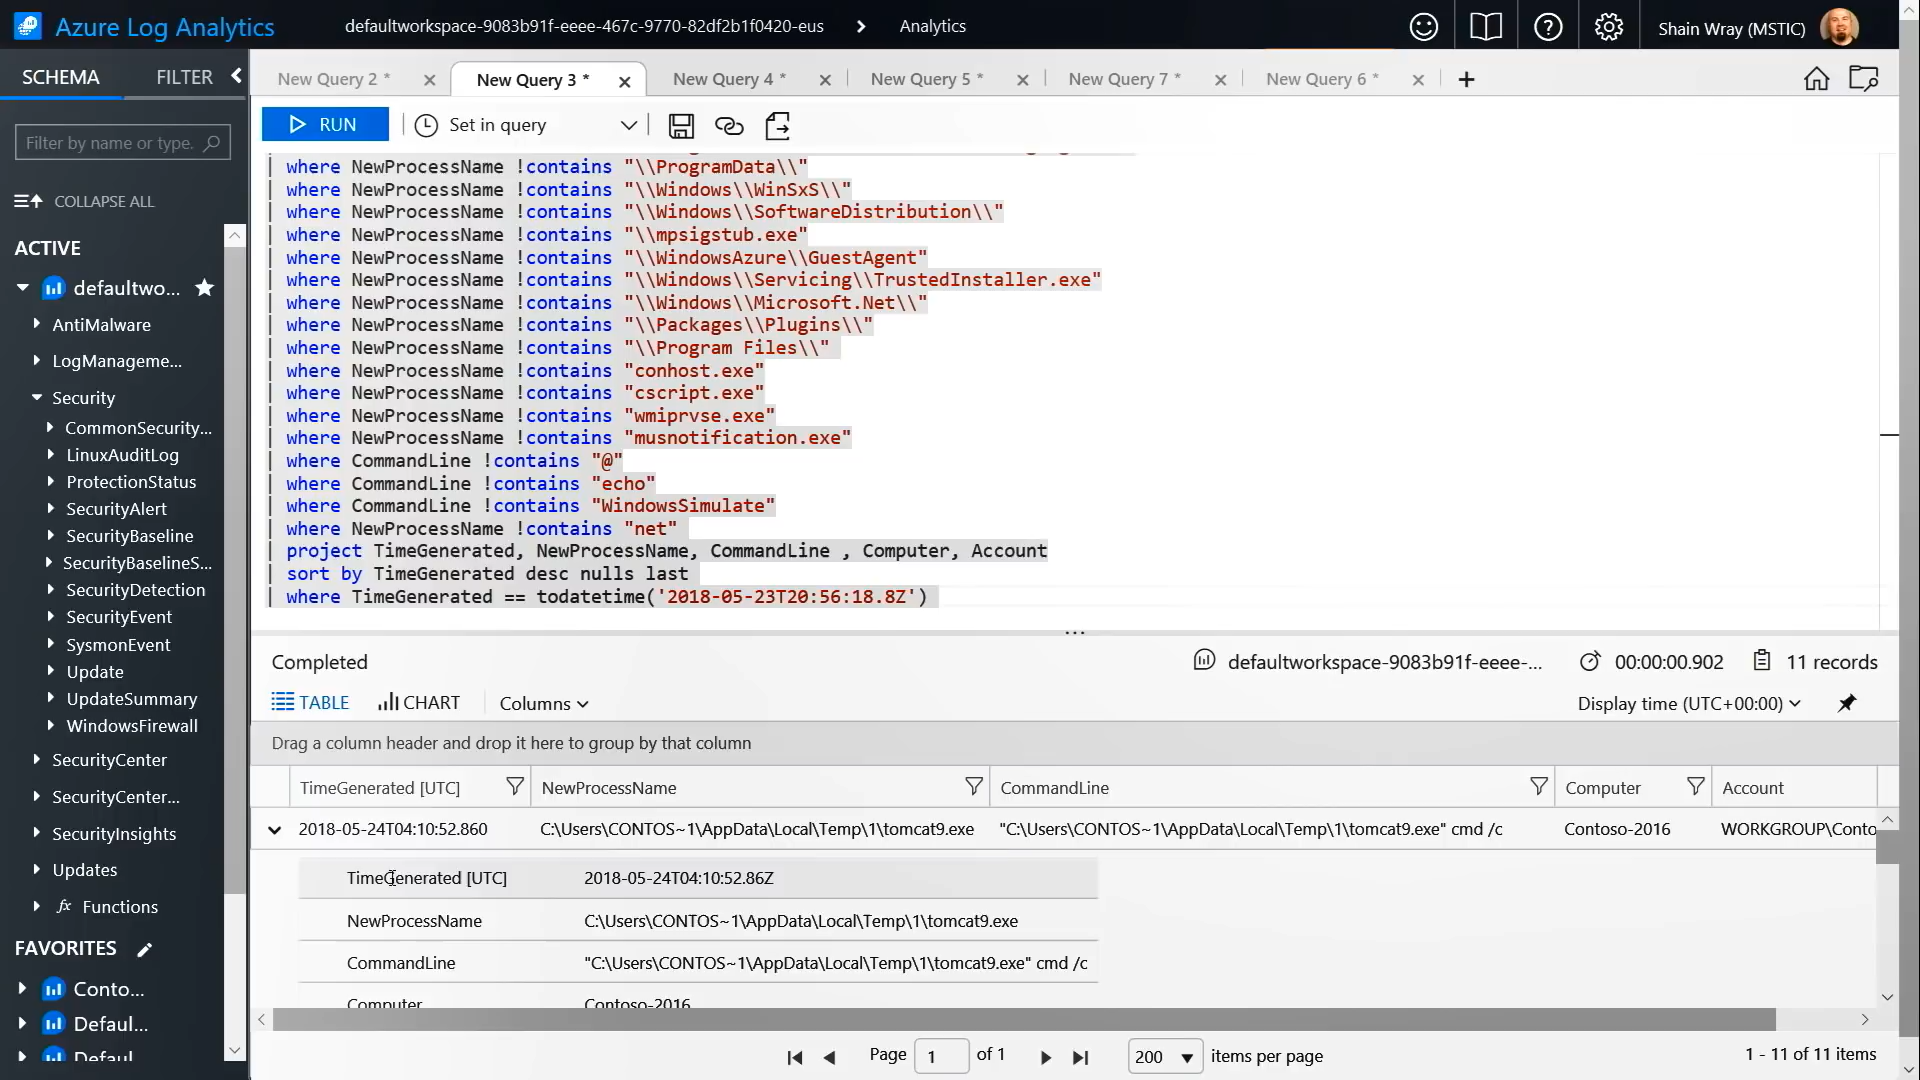 Azure Log Analytics
defaultworkspace-9083b91f-eeee-467c-9770-82df2b1f0420-eus > Analytics
Shain Wray (MSTIC)
SCHEMA FILTER
New Query 2 *
New Query 3 *
New Query 4 *
New Query 5 *
New Query 7 *
New Query 6 *
RUN
Set in query
Filter by name or type.
COLLAPSE ALL
ACTIVE
defaultwo...
AntiMalware
LogManageme...
Security
CommonSecurity...
LinuxAuditLog
ProtectionStatus
SecurityAlert
SecurityBaseline
SecurityBaselineS...
SecurityDetection
SecurityEvent
SysmonEvent
Update
UpdateSummary
WindowsFirewall
SecurityCenter
SecurityCenter...
SecurityInsights
Updates
fx Functions
FAVORITES
Conto...
Defaul...
Defaul
| where NewProcessName !contains "\\ProgramData\\"
| where NewProcessName !contains "\\Windows\\WinSxS\\"
| where NewProcessName !contains "\\Windows\\SoftwareDistribution\\"
| where NewProcessName !contains "\\mpsigstub.exe"
| where NewProcessName !contains "\\WindowsAzure\\GuestAgent"
| where NewProcessName !contains "\\Windows\\Servicing\\TrustedInstaller.exe"
| where NewProcessName !contains "\\Windows\\Microsoft.Net\\"
| where NewProcessName !contains "\\Packages\\Plugins\\"
| where NewProcessName !contains "\\Program Files\\"
| where NewProcessName !contains "conhost.exe"
| where NewProcessName !contains "cscript.exe"
| where NewProcessName !contains "wmiprvse.exe"
| where NewProcessName !contains "musnotification.exe"
| where CommandLine !contains "@"
| where CommandLine !contains "echo"
| where CommandLine !contains "WindowsSimulate"
| where NewProcessName !contains "net"
| project TimeGenerated, NewProcessName, CommandLine , Computer, Account
| sort by TimeGenerated desc nulls last
| where TimeGenerated == todatetime('2018-05-23T20:56:18.8Z')
Completed
defaultworkspace-9083b91f-eeee-...
00:00:00.902
11 records
TABLE
CHART
Columns
Display time (UTC+00:00)
Drag a column header and drop it here to group by that column
TimeGenerated [UTC] NewProcessName CommandLine Computer Account
2018-05-24T04:10:52.860 C:\Users\CONTOS~1\AppData\Local\Temp\1\tomcat9.exe "C:\Users\CONTOS~1\AppData\Local\Temp\1\tomcat9.exe" cmd /c Contoso-2016 WORKGROUP\Conto
TimeGenerated [UTC] 2018-05-24T04:10:52.86Z
NewProcessName C:\Users\CONTOS~1\AppData\Local\Temp\1\tomcat9.exe
CommandLine "C:\Users\CONTOS~1\AppData\Local\Temp\1\tomcat9.exe" cmd /c
Computer Contoso-2016
Page 1 of 1
200 items per page
1 - 11 of 11 items